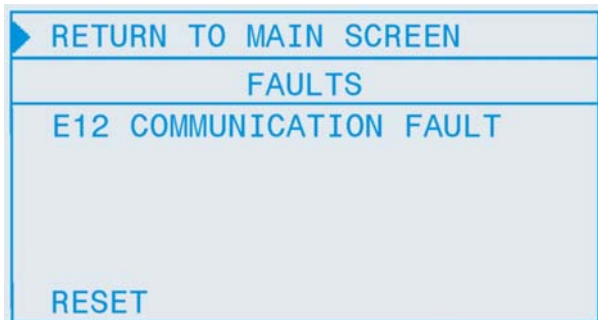 RETURN TO MAIN SCREEN
FAULTS
E12 COMMUNICATION FAULT
RESET